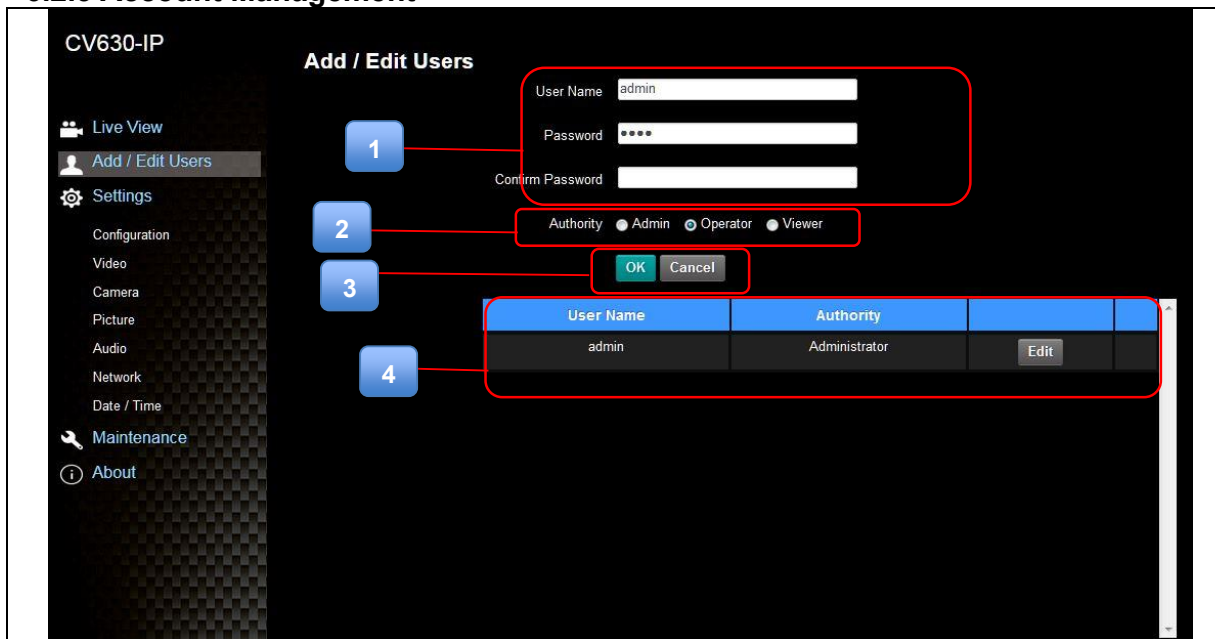 CV630-IP
Add / Edit Users
User Name admin
Live View
Password ••••
1
Add / Edit Users
Confirm Password
Settings
2
Authority Admin Operator Viewer
Configuration
Video
OK Cancel
3
Camera
Picture
User Name Authority
Audio
admin Administrator Edit
4
Network
Date / Time
Maintenance
About